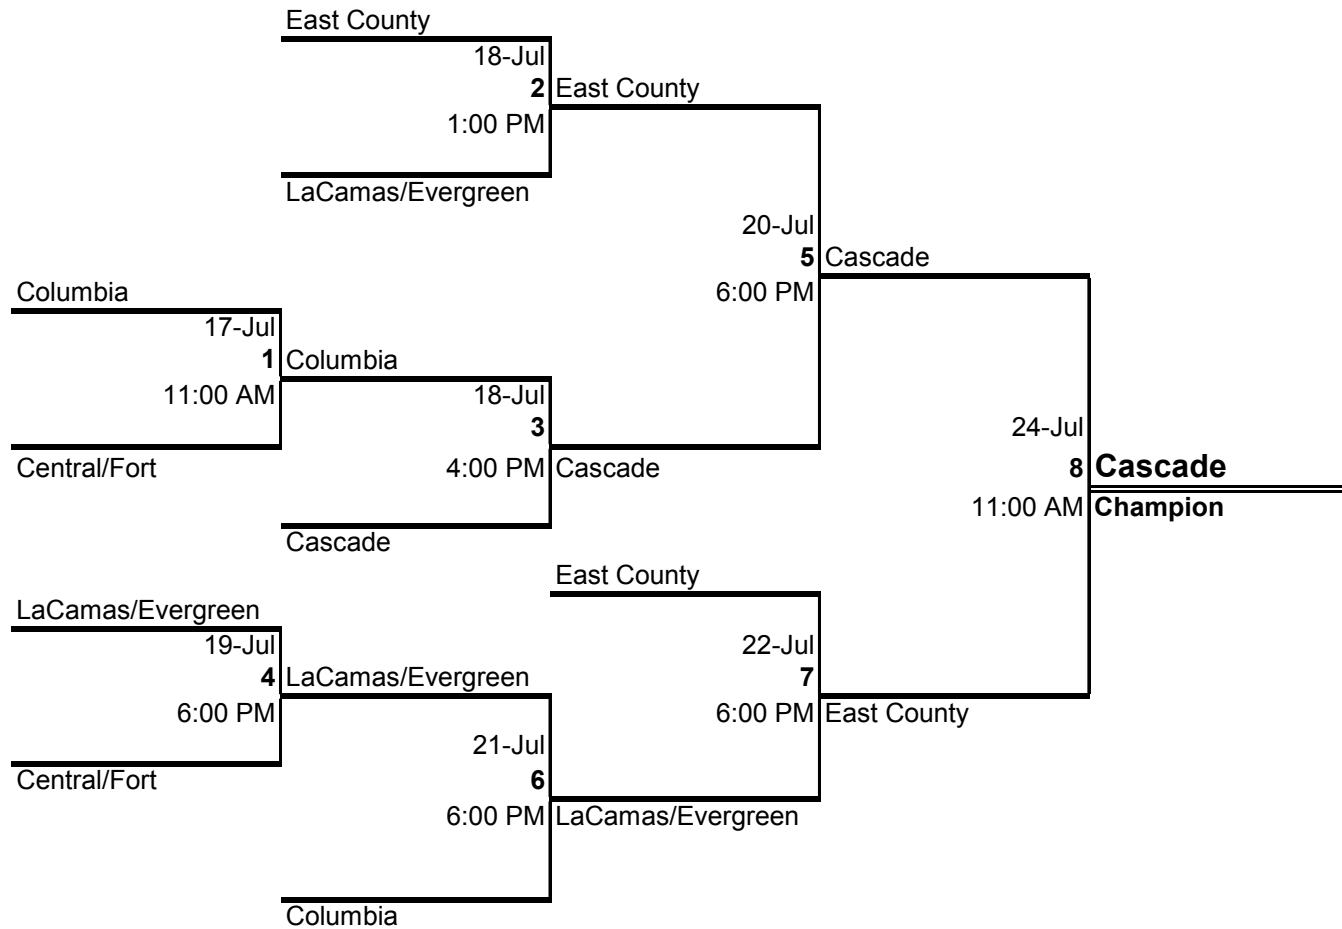 East County
18-Jul
2 East County
1:00 PM
LaCamas/Evergreen
20-Jul
5 Cascade
6:00 PM
Columbia
17-Jul
1 Columbia
11:00 AM
18-Jul
3
Central/Fort
4:00 PM Cascade
Cascade
24-Jul
8 Cascade
11:00 AM Champion
East County
LaCamas/Evergreen
19-Jul
4 LaCamas/Evergreen
6:00 PM
22-Jul
7
6:00 PM East County
Central/Fort
21-Jul
6
6:00 PM LaCamas/Evergreen
Columbia